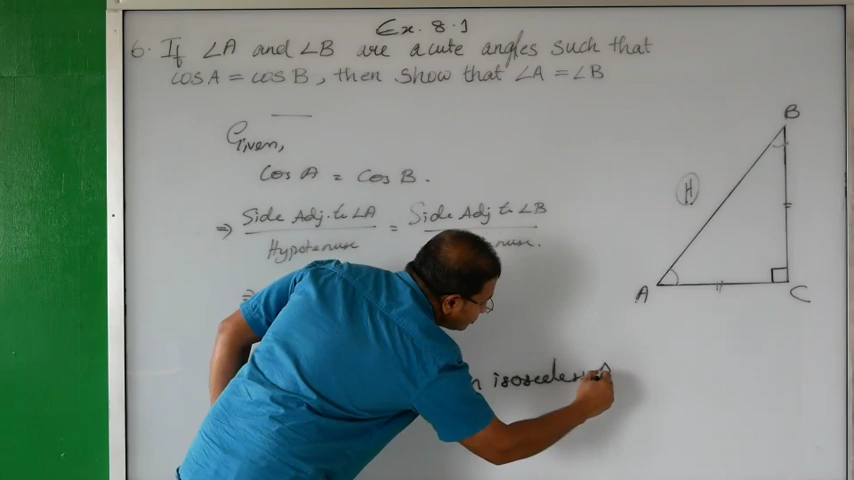 Ex. 8.1
6. If ∠A and ∠B are acute angles such that
cos A = cos B, then show that ∠A = ∠B
Given,
Cos A = Cos B.
⇒ Side Adj. to ∠A / Hypotenuse = Side Adj to ∠B / nuse.
⇒
isosceles
B
H
A
C